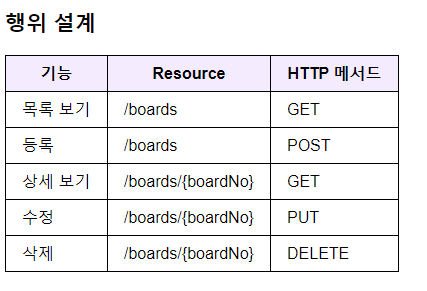 행위 설계
기능 Resource HTTP 메서드
목록 보기 /boards GET
등록 /boards POST
상세 보기 /boards/{boardNo} GET
수정 /boards/{boardNo} PUT
삭제 /boards/{boardNo} DELETE